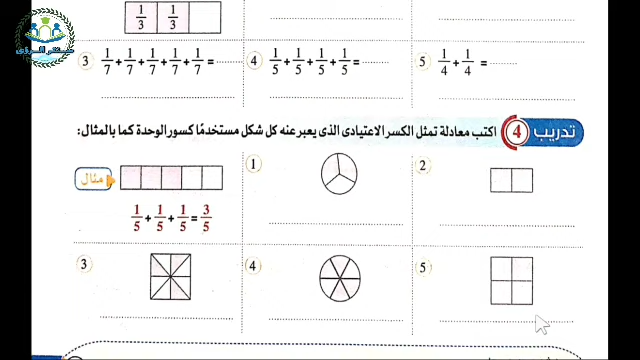 1/3 1/3
3 1/7 + 1/7 + 1/7 + 1/7 + 1/7 = ........ 4 1/5 + 1/5 + 1/5 + 1/5 = ........ 5 1/4 + 1/4 = ........
تدريب 4 اكتب معادلة تمثل الكسر الاعتيادى الذى يعبر عنه كل شكل مستخدمًا كسور الوحدة كما بالمثال:
مثال 1 2
1/5 + 1/5 + 1/5 = 3/5
3 4 5